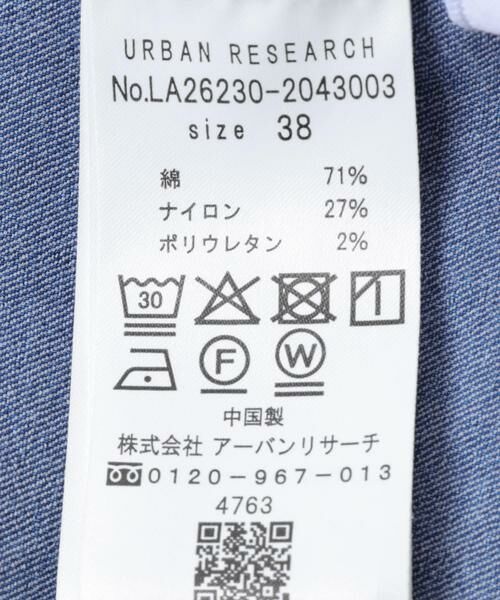 URBAN RESEARCH
No.LA26230-2043003
size 38
綿 71%
ナイロン 27%
ポリウレタン 2%
30
F W
中国製
株式会社 アーバンリサーチ
0120-967-013
4763